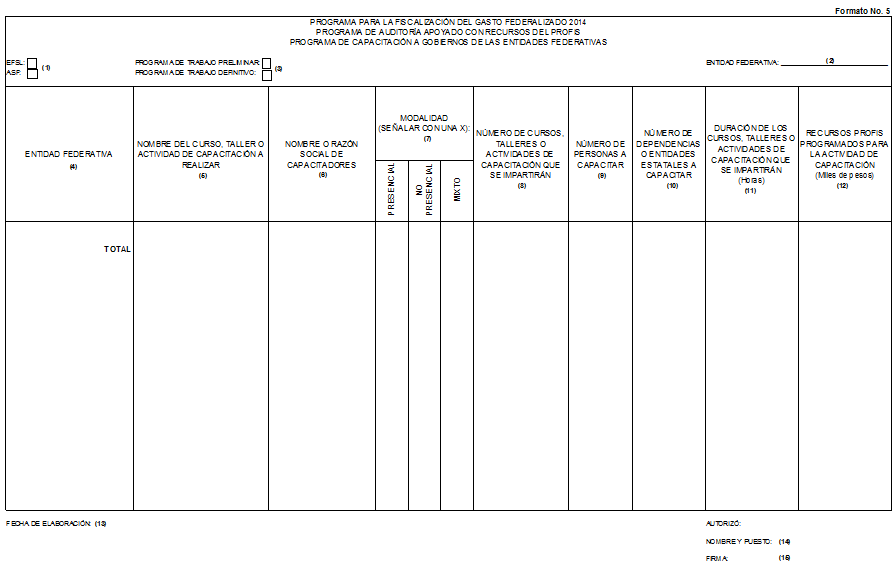 Formato No. 5
PROGRAMA PARA LA FISCALIZACIÓN DEL GASTO FEDERALIZADO 2014
PROGRAMA DE AUDITORÍA APOYADO CON RECURSOS DEL PROFIS
PROGRAMA DE CAPACITACIÓN A GOBIERNOS DE LAS ENTIDADES FEDERATIVAS
EFSL:
ASF:
(1)
PROGRAMA DE TRABAJO PRELIMINAR:
PROGRAMA DE TRABAJO DEFINITIVO:
(3)
ENTIDAD FEDERATIVA: (2)
ENTIDAD FEDERATIVA
(4)
NOMBRE DEL CURSO, TALLER O
ACTIVIDAD DE CAPACITACIÓN A
REALIZAR
(5)
NOMBRE O RAZÓN
SOCIAL DE
CAPACITADORES
(6)
MODALIDAD
(SEÑALAR CON UNA X):
(7)
PRESENCIAL
NO
PRESENCIAL
MIXTO
NÚMERO DE CURSOS,
TALLERES O
ACTIVIDADES DE
CAPACITACIÓN QUE
SE IMPARTIRÁN
(8)
NÚMERO DE
PERSONAS A
CAPACITAR
(9)
NÚMERO DE
DEPENDENCIAS
O ENTIDADES
ESTATALES A
CAPACITAR
(10)
DURACIÓN DE LOS
CURSOS, TALLERES O
ACTIVIDADES DE
CAPACITACIÓN QUE
SE IMPARTIRÁN
(Horas)
(11)
RECURSOS PROFIS
PROGRAMADOS PARA
LA ACTIVIDAD DE
CAPACITACIÓN
(Miles de pesos)
(12)
TOTAL
FECHA DE ELABORACIÓN: (13)
AUTORIZÓ:
NOMBRE Y PUESTO: (14)
FIRMA: (15)